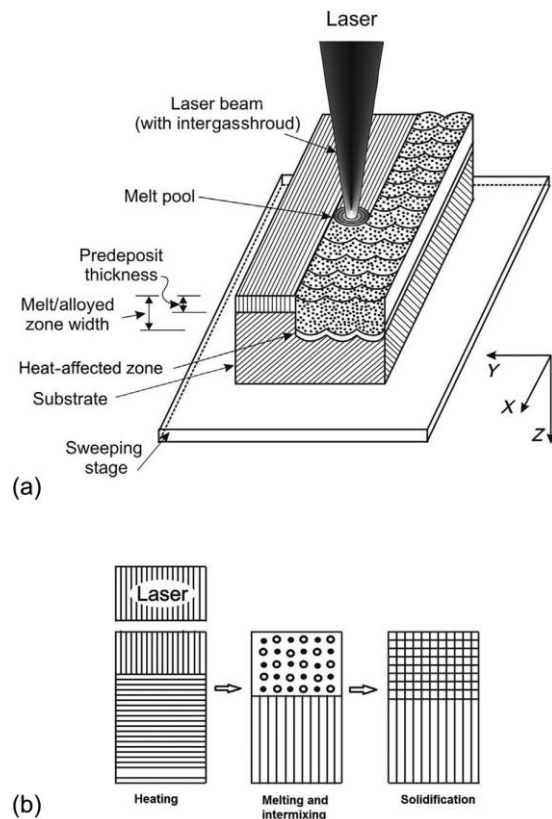 Laser
Laser beam
(with intergasshroud)
Melt pool
Predeposit
thickness
Melt/alloyed
zone width
Heat-affected zone
Substrate
Sweeping
stage
Y
X
Z
(a)
Laser
Heating
Melting and
intermixing
Solidification
(b)